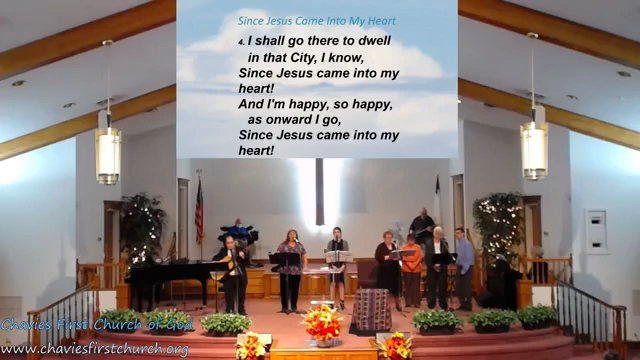 Since Jesus Came Into My Heart
4. I shall go there to dwell
in that City, I know,
Since Jesus came into my
heart!
And I'm happy, so happy,
as onward I go,
Since Jesus came into my
heart!
Chavies First Church of God
www.chaviesfirstchurch.org